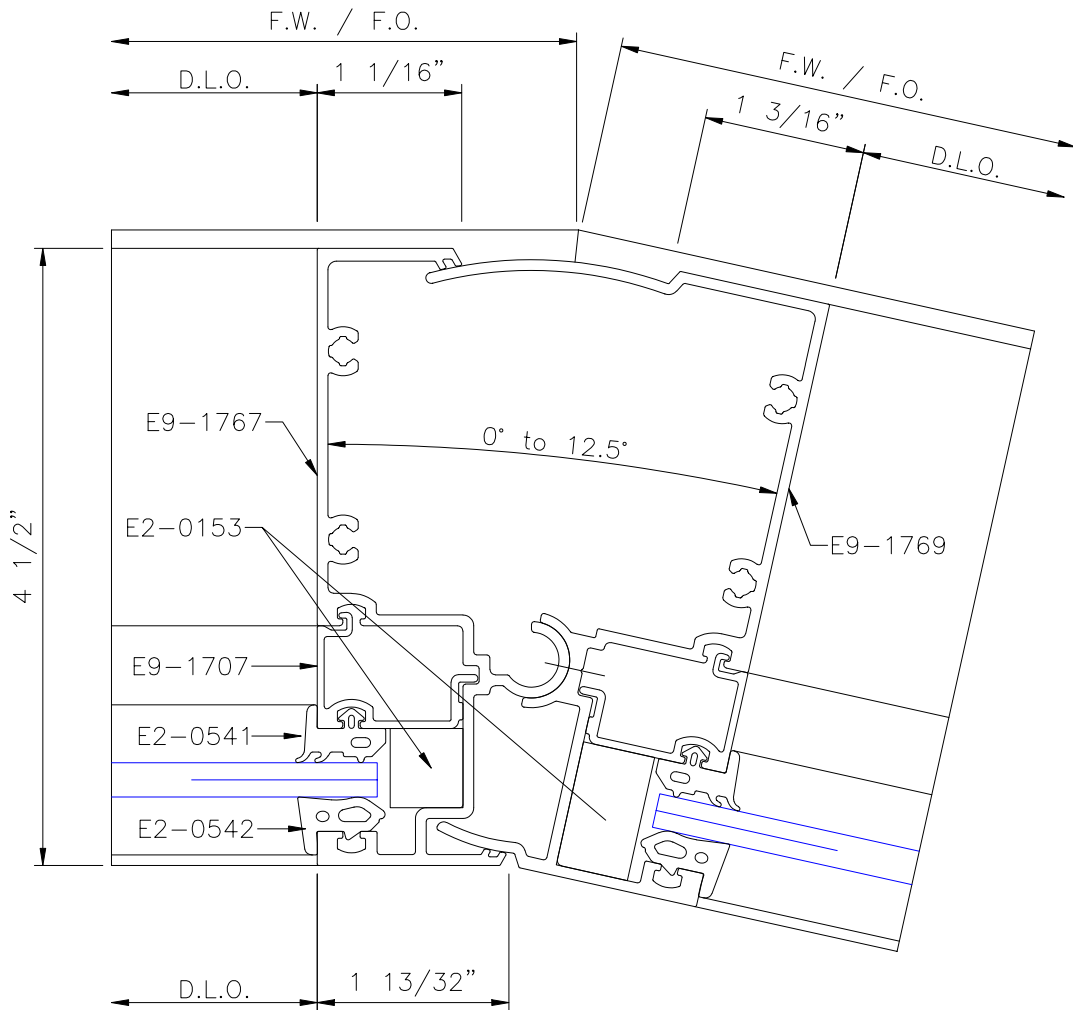 F.W. / F.O.
D.L.O.
1 1/16”
F.W. / F.O.
1 3/16”
D.L.O.
E9-1767
0° to 12.5°
E2-0153
E9-1769
4 1/2”
E9-1707
E2-0541
E2-0542
D.L.O.
1 13/32”